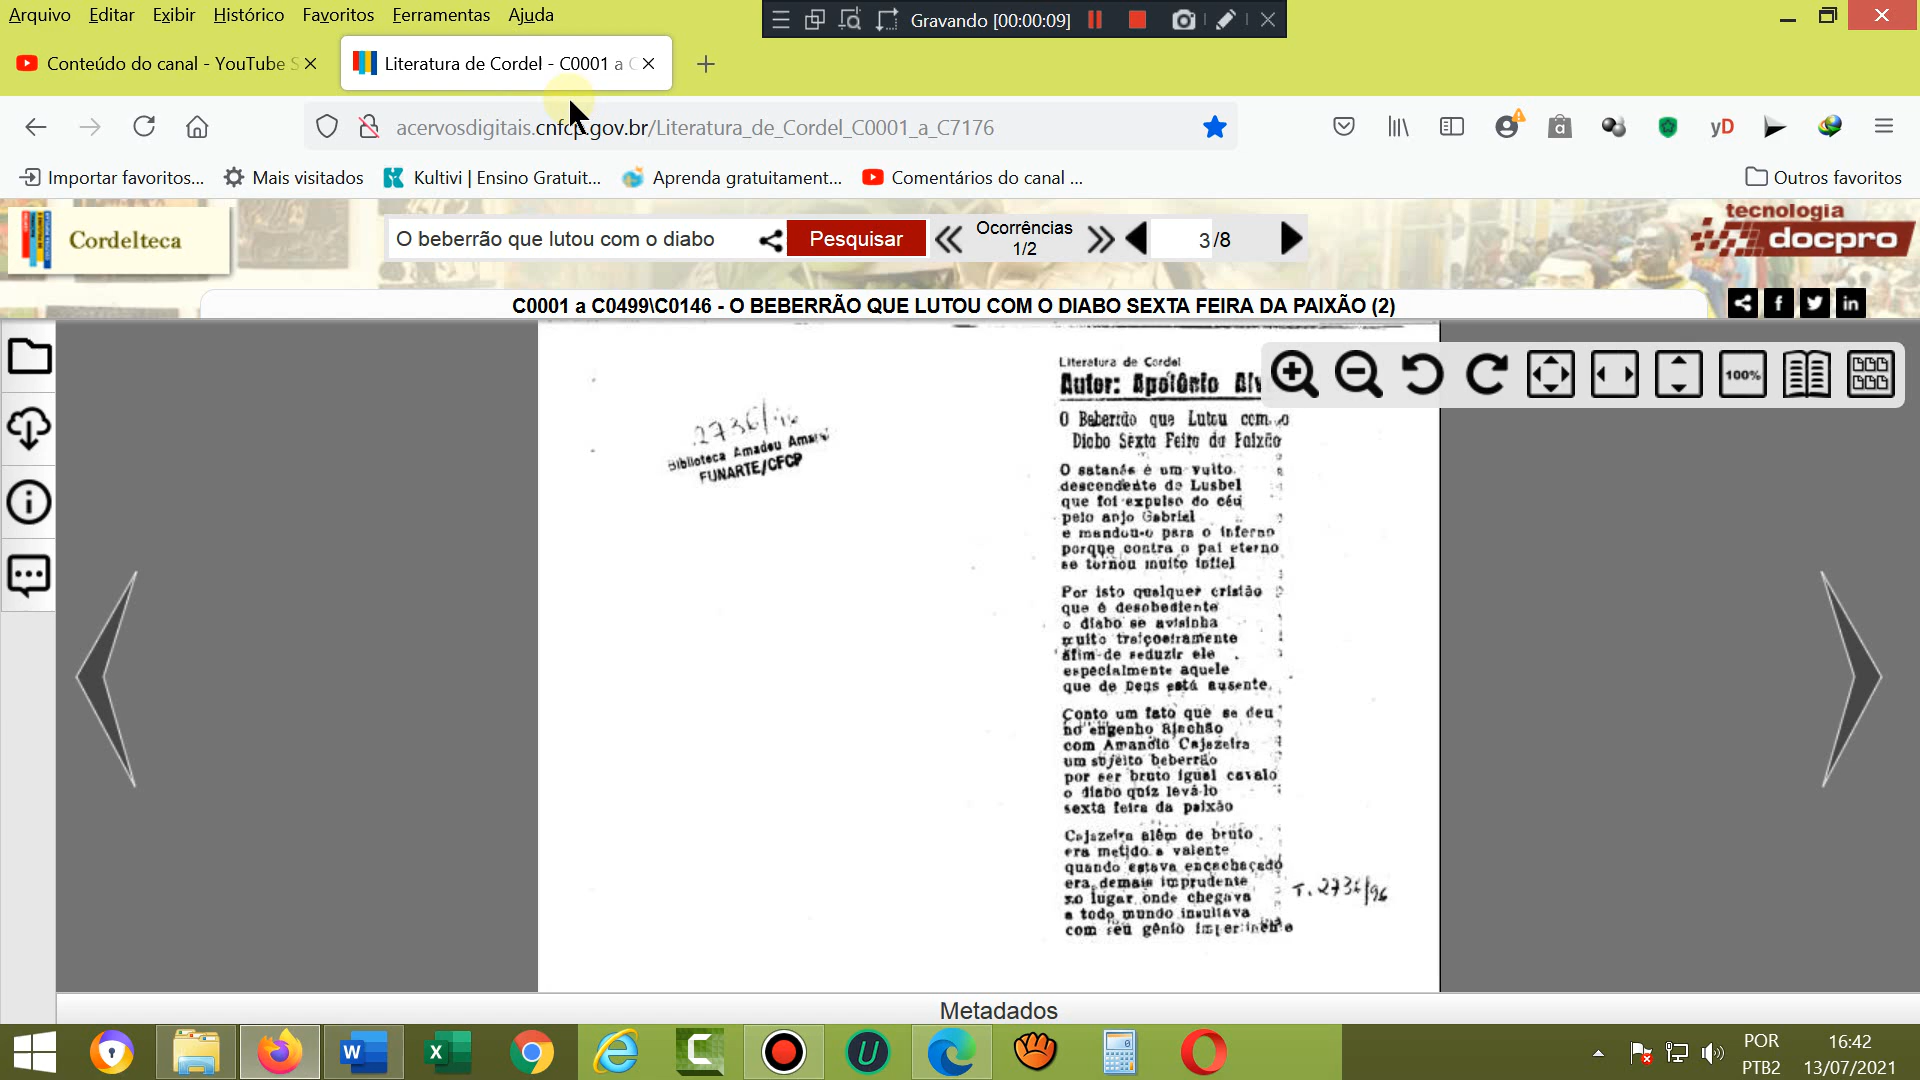 Arquivo Editar Exibir Histórico Favoritos Ferramentas Ajuda
Gravando [00:00:09]
Conteúdo do canal - YouTube S
Literatura de Cordel - C0001 a C
acervosdigitais.cnfcp.gov.br/Literatura_de_Cordel_C0001_a_C7176
Importar favoritos... Mais visitados Kultivi | Ensino Gratuit... Aprenda gratuitament... Comentários do canal ... Outros favoritos
Cordelteca
O beberrão que lutou com o diabo
Pesquisar
Ocorrências
1/2
3 /8
tecnologia
docpro
C0001 a C0499\C0146 - O BEBERRÃO QUE LUTOU COM O DIABO SEXTA FEIRA DA PAIXÃO (2)
100%
2736/96
Biblioteca Amadeu Amaral
FUNARTE/CFCP
Literatura de Cordel
Autor: Apolônio Alv
O Beberrão que Lutou com o
Diabo Sexta Feira da Paixão
O satanás é um vulto
descendente de Lusbel
que foi expulso do céu
pelo anjo Gabriel
e mandou-o para o inferno
porque contra o pai eterno
se tornou muito infiel
Por isto qualquer cristão
que é desobediente
o diabo se avisinha
muito traiçoeiramente
afim de seduzir ele
especialmente aquele
que de Deus está ausente.
Conto um fato que se deu
no engenho Riachão
com Amancio Cajazeira
um sujeito beberrão
por ser bruto igual cavalo
o diabo quiz levá-lo
sexta feira da paixão
Cajazeira além de bruto
era metido a valente
quando estava encachaçado
era demais imprudente
no lugar onde chegava
a todo mundo insultava
com seu gênio impertinente
T. 2736/96
Metadados
POR
PTB2
16:42
13/07/2021